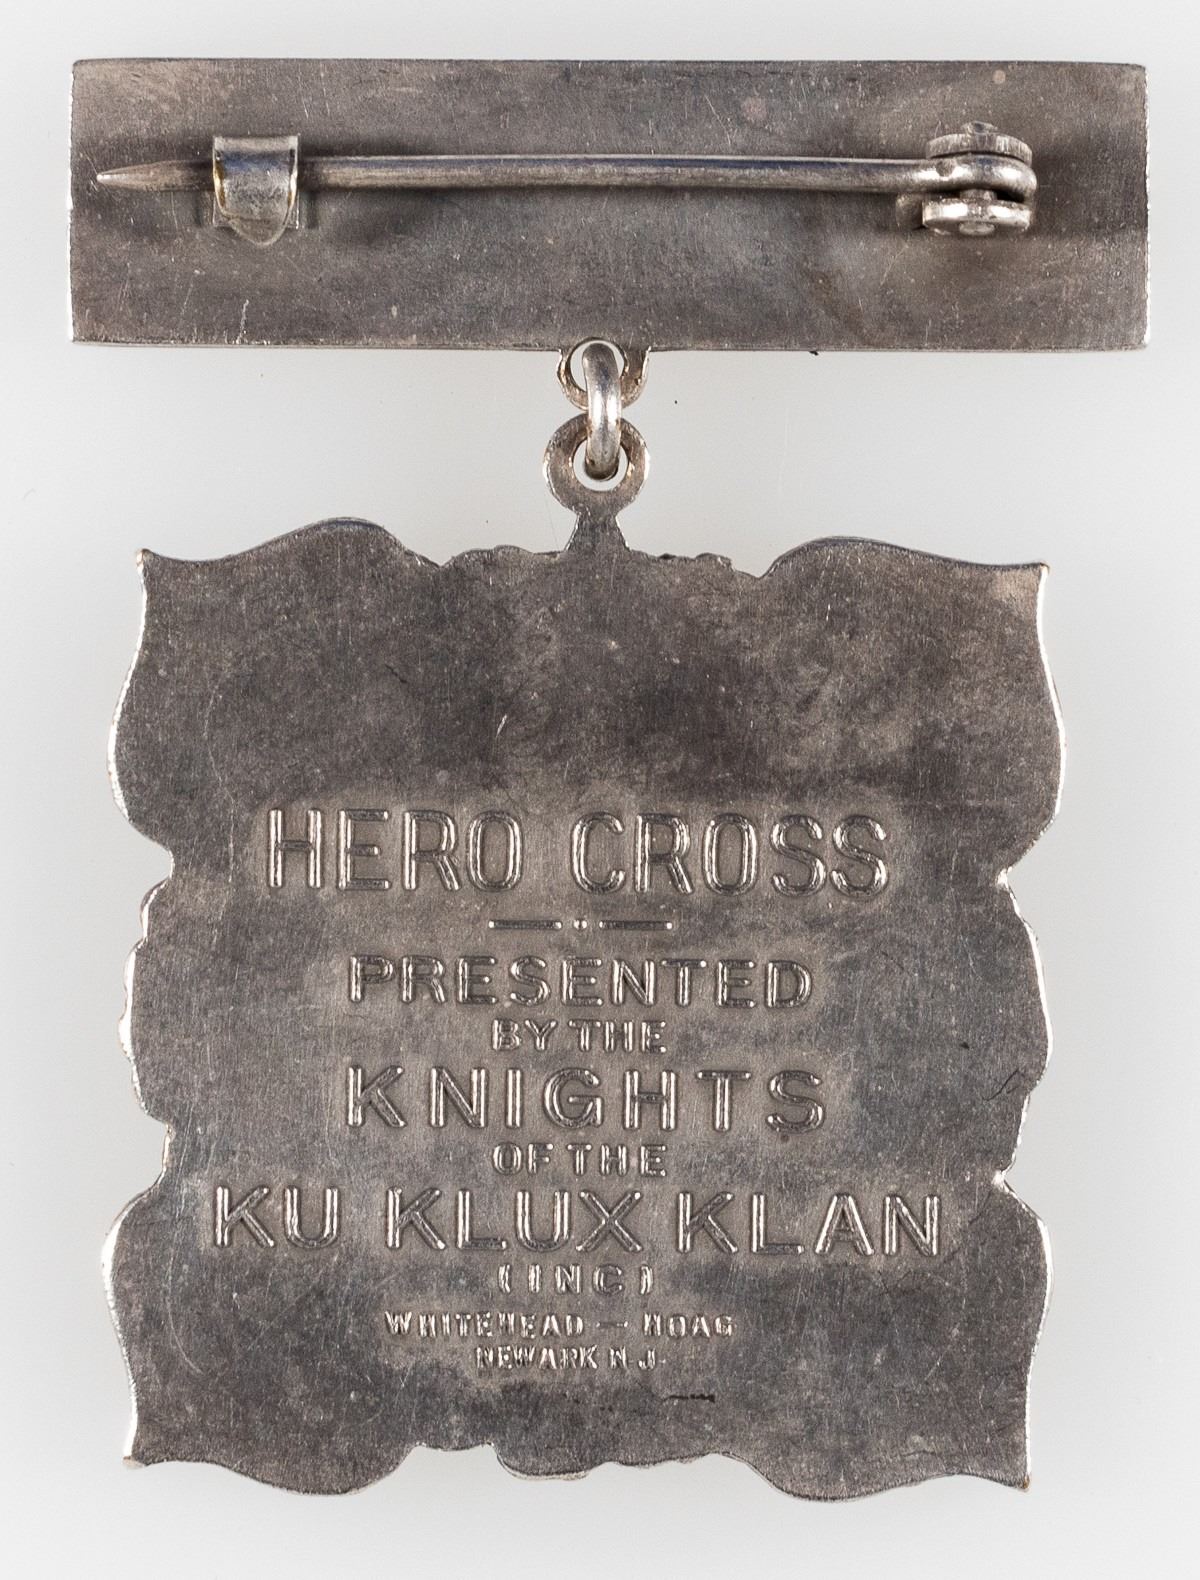 HERO CROSS
PRESENTED
BY THE
KNIGHTS
OF THE
KU KLUX KLAN
(INC)
WHITEHEAD — HOAG
NEWARK N.J.